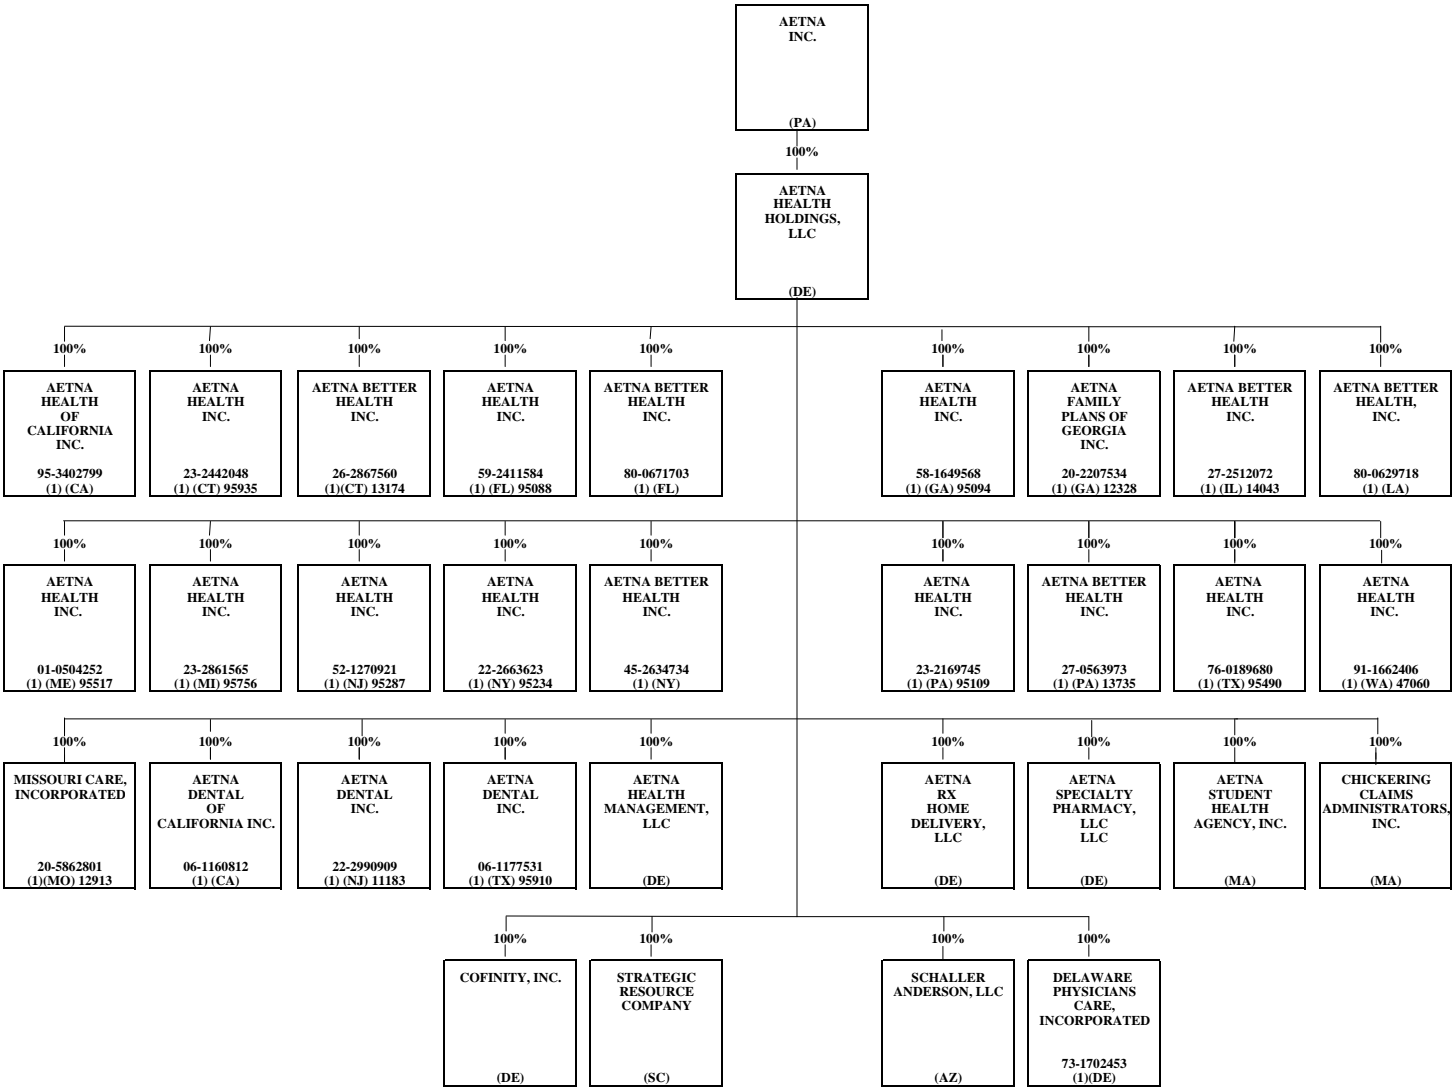 AETNA
INC.
(PA)
100%
AETNA
HEALTH
HOLDINGS,
LLC
(DE)
100%
AETNA
HEALTH
OF
CALIFORNIA
INC.
95-3402799
(1) (CA)
100%
AETNA
HEALTH
INC.
23-2442048
(1) (CT) 95935
100%
AETNA BETTER
HEALTH
INC.
26-2867560
(1)(CT) 13174
100%
AETNA
HEALTH
INC.
59-2411584
(1) (FL) 95088
100%
AETNA BETTER
HEALTH
INC.
80-0671703
(1) (FL)
100%
AETNA
HEALTH
INC.
58-1649568
(1) (GA) 95094
100%
AETNA
FAMILY
PLANS OF
GEORGIA
INC.
20-2207534
(1) (GA) 12328
100%
AETNA BETTER
HEALTH
INC.
27-2512072
(1) (IL) 14043
100%
AETNA BETTER
HEALTH,
INC.
80-0629718
(1) (LA)
100%
AETNA
HEALTH
INC.
01-0504252
(1) (ME) 95517
100%
AETNA
HEALTH
INC.
23-2861565
(1) (MI) 95756
100%
AETNA
HEALTH
INC.
52-1270921
(1) (NJ) 95287
100%
AETNA
HEALTH
INC.
22-2663623
(1) (NY) 95234
100%
AETNA BETTER
HEALTH
INC.
45-2634734
(1) (NY)
100%
AETNA
HEALTH
INC.
23-2169745
(1) (PA) 95109
100%
AETNA BETTER
HEALTH
INC.
27-0563973
(1) (PA) 13735
100%
AETNA
HEALTH
INC.
76-0189680
(1) (TX) 95490
100%
AETNA
HEALTH
INC.
91-1662406
(1) (WA) 47060
100%
MISSOURI CARE,
INCORPORATED
20-5862801
(1)(MO) 12913
100%
AETNA
DENTAL
OF
CALIFORNIA INC.
06-1160812
(1) (CA)
100%
AETNA
DENTAL
INC.
22-2990909
(1) (NJ) 11183
100%
AETNA
DENTAL
INC.
06-1177531
(1) (TX) 95910
100%
AETNA
HEALTH
MANAGEMENT,
LLC
(DE)
100%
AETNA
RX
HOME
DELIVERY,
LLC
(DE)
100%
AETNA
SPECIALTY
PHARMACY,
LLC
LLC
(DE)
100%
AETNA
STUDENT
HEALTH
AGENCY, INC.
(MA)
100%
CHICKERING
CLAIMS
ADMINISTRATORS,
INC.
(MA)
100%
COFINITY, INC.
(DE)
100%
STRATEGIC
RESOURCE
COMPANY
(SC)
100%
SCHALLER
ANDERSON, LLC
(AZ)
100%
DELAWARE
PHYSICIANS
CARE,
INCORPORATED
73-1702453
(1)(DE)